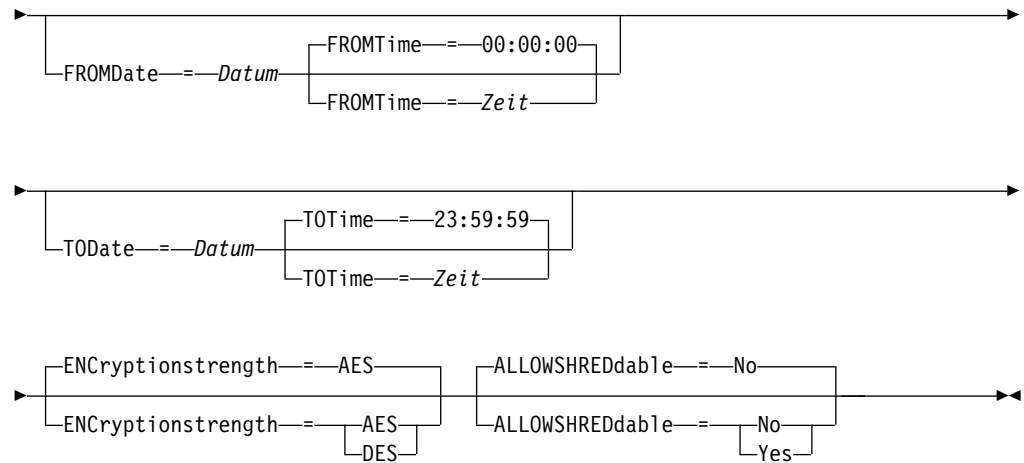 FROMTime = 00:00:00
FROMDate = Datum
FROMTime = Zeit
TOTime = 23:59:59
TODate = Datum
TOTime = Zeit
ENCryptionstrength = AES ALLOWSHREDdable = No
ENCryptionstrength = AES ALLOWSHREDdable = No
DES Yes